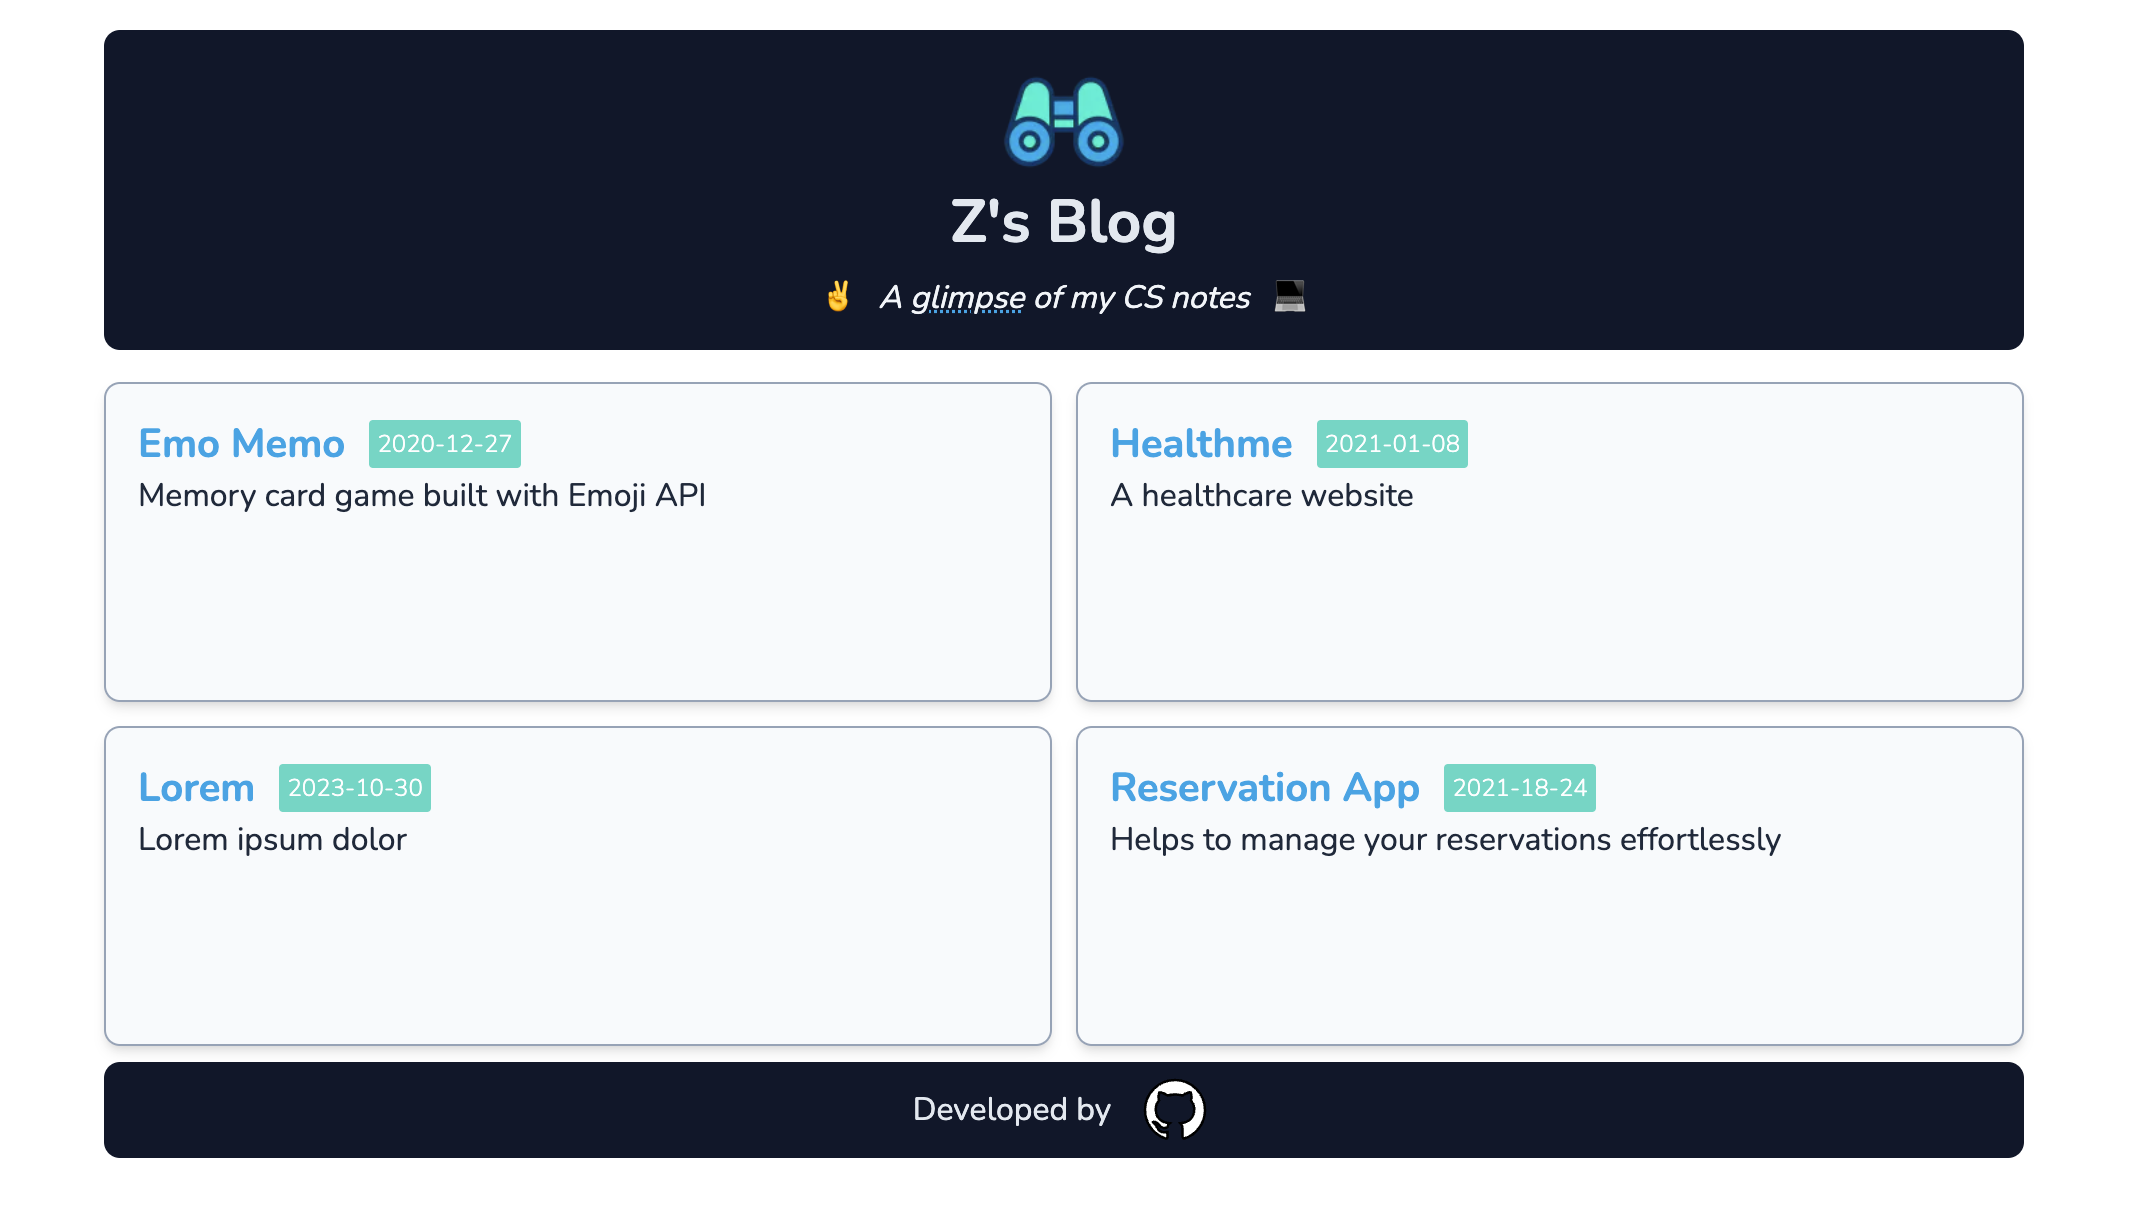 Z's Blog
✌️ A glimpse of my CS notes 💻
Emo Memo 2020-12-27
Memory card game built with Emoji API
Healthme 2021-01-08
A healthcare website
Lorem 2023-10-30
Lorem ipsum dolor
Reservation App 2021-18-24
Helps to manage your reservations effortlessly
Developed by